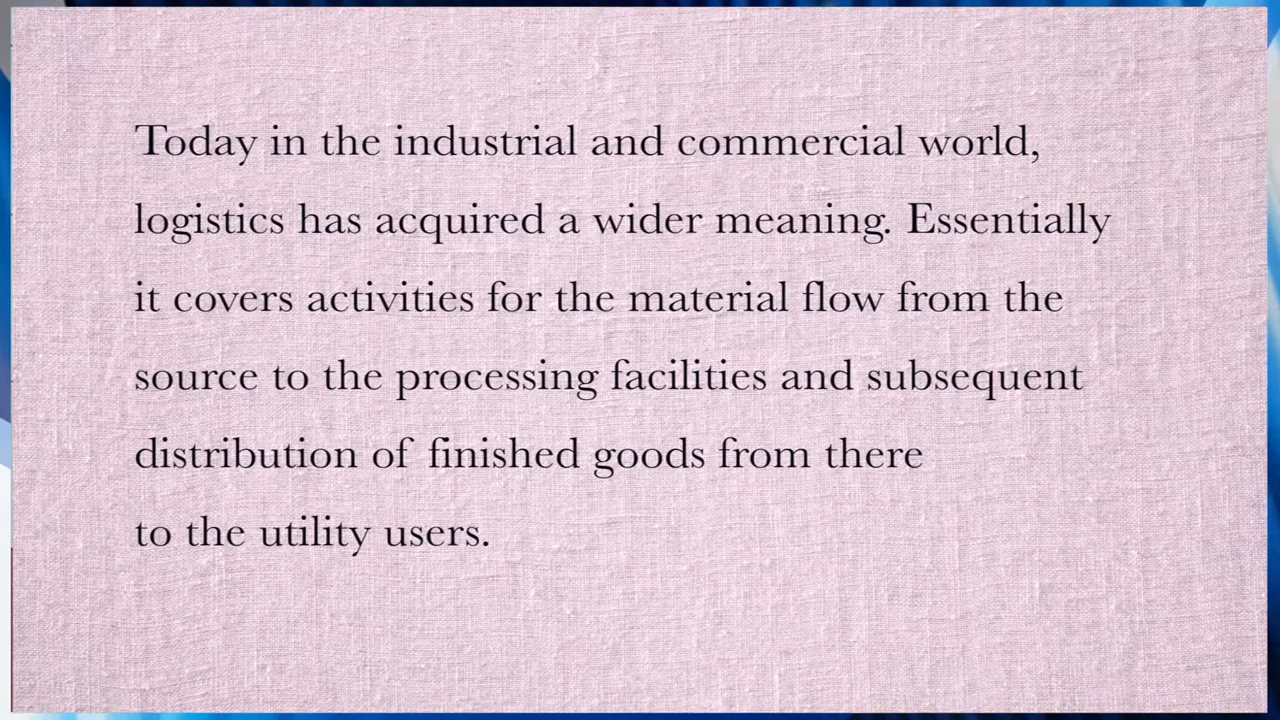 Today in the industrial and commercial world,
logistics has acquired a wider meaning. Essentially
it covers activities for the material flow from the
source to the processing facilities and subsequent
distribution of finished goods from there
to the utility users.